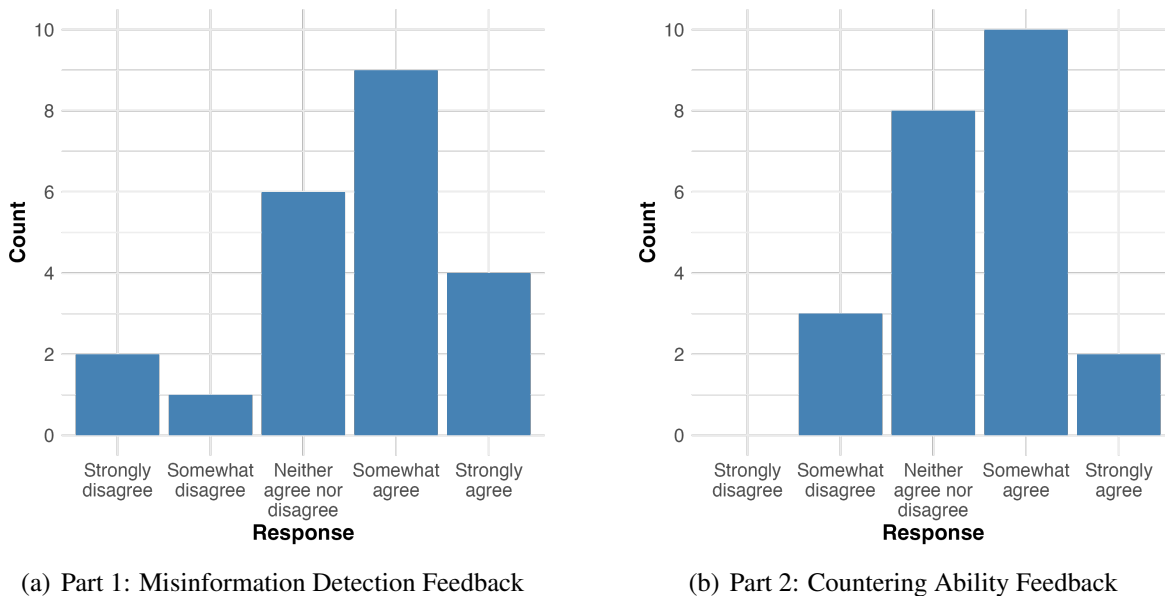 10
8
6
4
2
0
Count
Strongly disagree
Somewhat disagree
Neither agree nor disagree
Somewhat agree
Strongly agree
Response
(a) Part 1: Misinformation Detection Feedback
10
8
6
4
2
0
Count
Strongly disagree
Somewhat disagree
Neither agree nor disagree
Somewhat agree
Strongly agree
Response
(b) Part 2: Countering Ability Feedback